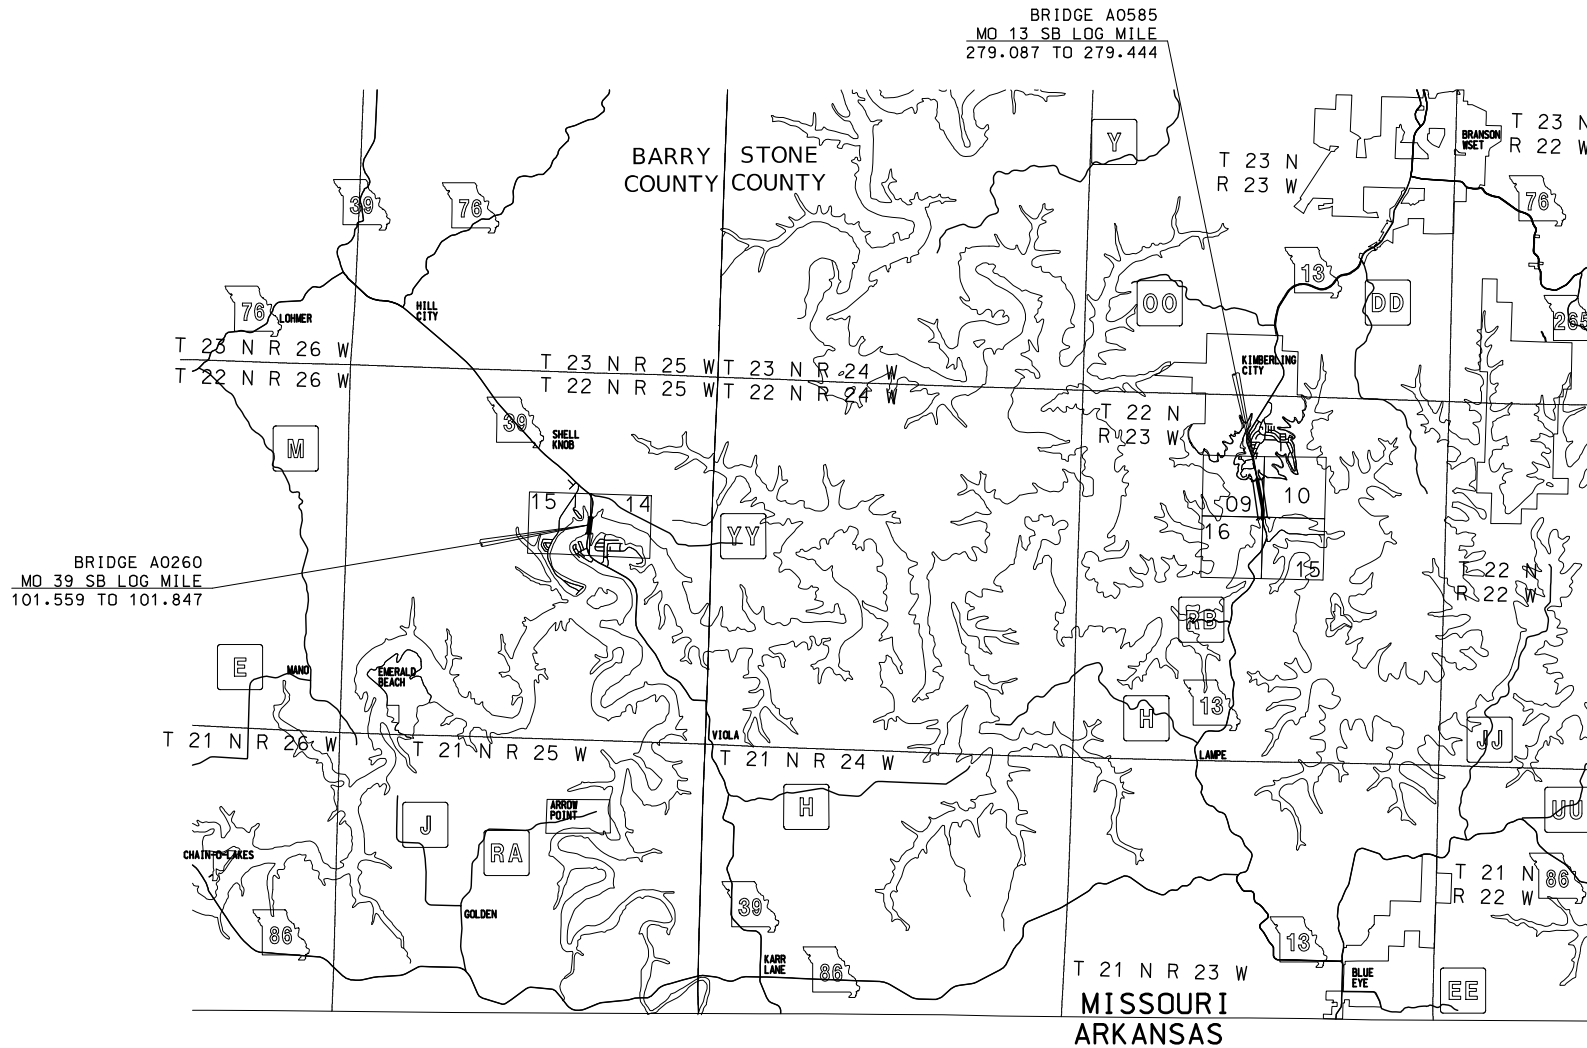 BRIDGE A0585
MO 13 SB LOG MILE
279.087 TO 279.444
BARRY COUNTY
STONE COUNTY
Y
T 23 N
R 23 W
BRANSON
WSET
T 23 N
R 22 W
39
76
76
13
OO
DD
265
76
LOHMER
HILL
CITY
T 23 N R 26 W
T 22 N R 26 W
T 23 N R 25 W
T 22 N R 25 W
T 23 N R 24 W
T 22 N R 24 W
KIMBERLING
CITY
T 22 N
R 23 W
39
SHELL
KNOB
M
15
14
YY
09
10
16
15
BRIDGE A0260
MO 39 SB LOG MILE
101.559 TO 101.847
T 22 N
R 22 W
RB
E
MANO
EMERALD
BEACH
13
H
JJ
T 21 N R 26 W
T 21 N R 25 W
VIOLA
T 21 N R 24 W
LAMPE
J
RA
ARROW
POINT
H
UU
CHAIN-O-LAKES
T 21 N
R 22 W
86
86
GOLDEN
39
13
KARR
LANE
86
T 21 N R 23 W
BLUE
EYE
EE
MISSOURI
ARKANSAS